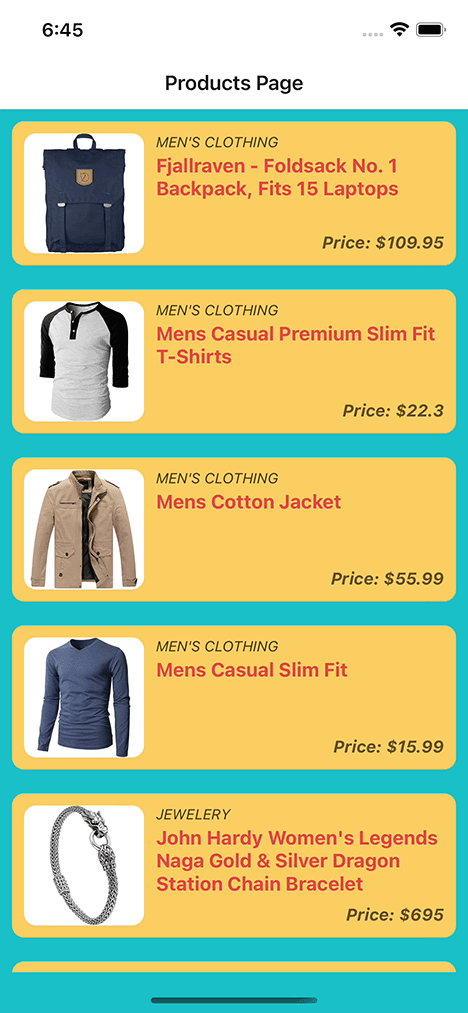 6:45
Products Page
MEN'S CLOTHING
Fjallraven - Foldsack No. 1
Backpack, Fits 15 Laptops
Price: $109.95
MEN'S CLOTHING
Mens Casual Premium Slim Fit
T-Shirts
Price: $22.3
MEN'S CLOTHING
Mens Cotton Jacket
Price: $55.99
MEN'S CLOTHING
Mens Casual Slim Fit
Price: $15.99
JEWELERY
John Hardy Women's Legends
Naga Gold & Silver Dragon
Station Chain Bracelet
Price: $695